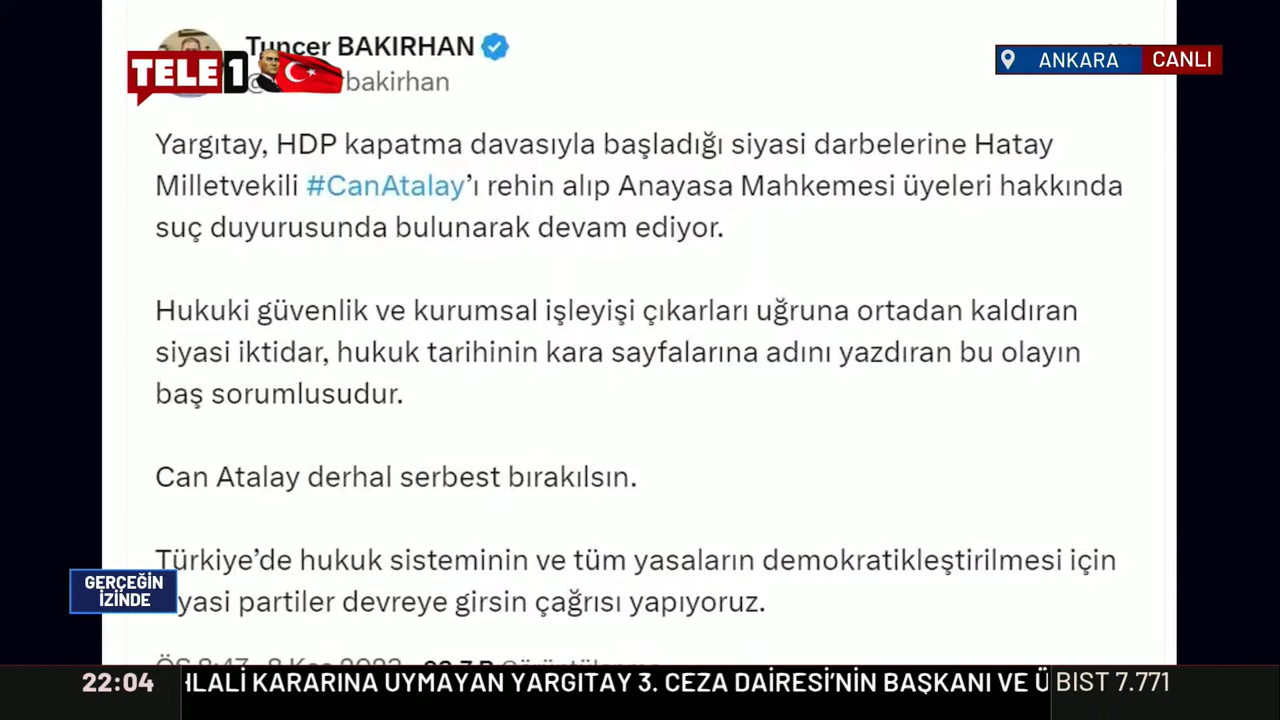 Tuncer BAKIRHAN
bakirhan
TELE1
ANKARA
CANLI
Yargıtay, HDP kapatma davasıyla başladığı siyasi darbelerine Hatay
Milletvekili #CanAtalay’ı rehin alıp Anayasa Mahkemesi üyeleri hakkında
suç duyurusunda bulunarak devam ediyor.
Hukuki güvenlik ve kurumsal işleyişi çıkarları uğruna ortadan kaldıran
siyasi iktidar, hukuk tarihinin kara sayfalarına adını yazdıran bu olayın
baş sorumlusudur.
Can Atalay derhal serbest bırakılsın.
Türkiye’de hukuk sisteminin ve tüm yasaların demokratikleştirilmesi için
yasi partiler devreye girsin çağrısı yapıyoruz.
GERÇEĞİN
İZİNDE
22:04
HLALİ KARARINA UYMAYAN YARGITAY 3. CEZA DAİRESİ’NİN BAŞKANI VE Ü
BIST 7.771